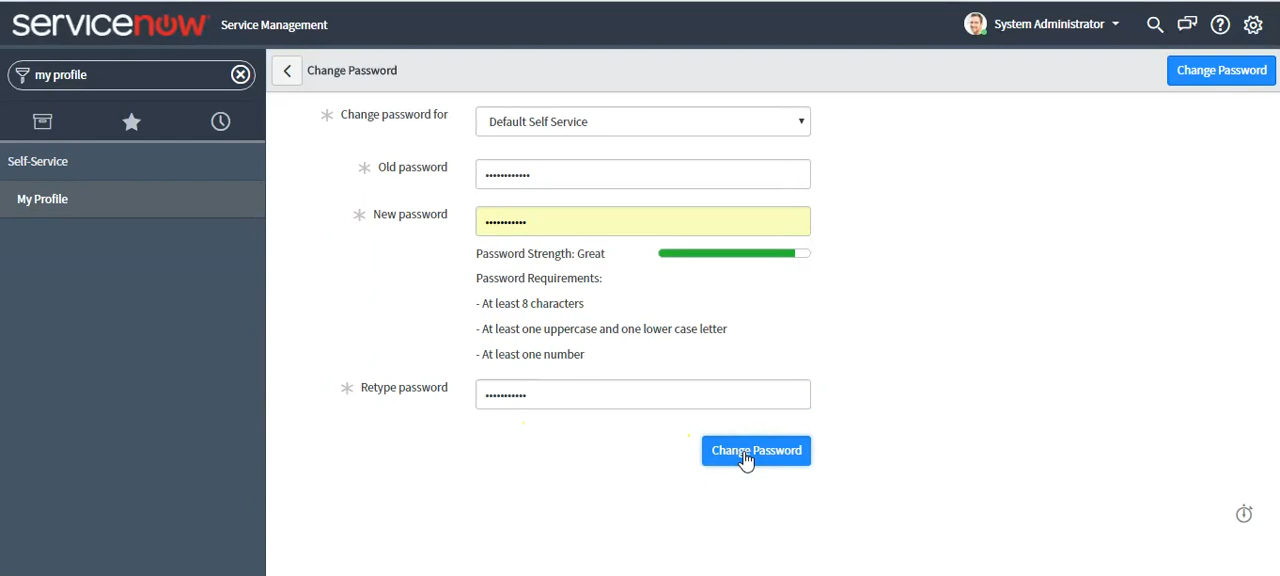 servicenow Service Management
System Administrator
my profile
Change Password
Change Password
Self-Service
My Profile
Change password for
Default Self Service
Old password
••••••••••••
New password
•••••••••••
Password Strength: Great
Password Requirements:
- At least 8 characters
- At least one uppercase and one lower case letter
- At least one number
Retype password
•••••••••••
Change Password